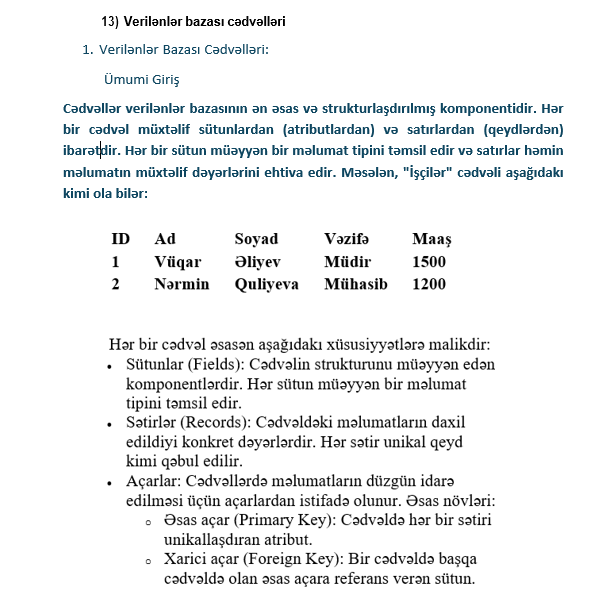 13) Verilənlər bazası cədvəlləri
1. Verilənlər Bazası Cədvəlləri:
Ümumi Giriş
Cədvəllər verilənlər bazasının ən əsas və strukturlaşdırılmış komponentidir. Hər
bir cədvəl müxtəlif sütunlardan (atributlardan) və satırlardan (qeydlərdən)
ibarətdir. Hər bir sütun müəyyən bir məlumat tipini təmsil edir və satırlar həmin
məlumatın müxtəlif dəyərlərini ehtiva edir. Məsələn, "İşçilər" cədvəli aşağıdakı
kimi ola bilər:
ID Ad Soyad Vəzifə Maaş
1 Vüqar Əliyev Müdir 1500
2 Nərmin Quliyeva Mühasib 1200
Hər bir cədvəl əsasən aşağıdakı xüsusiyyətlərə malikdir:
• Sütunlar (Fields): Cədvəlin strukturunu müəyyən edən
komponentlərdir. Hər sütun müəyyən bir məlumat
tipini təmsil edir.
• Sətirlər (Records): Cədvəldəki məlumatların daxil
edildiyi konkret dəyərlərdir. Hər sətir unikal qeyd
kimi qəbul edilir.
• Açarlar: Cədvəllərdə məlumatların düzgün idarə
edilməsi üçün açarlardan istifadə olunur. Əsas növləri:
o Əsas açar (Primary Key): Cədvəldə hər bir sətiri
unikallaşdıran atribut.
o Xarici açar (Foreign Key): Bir cədvəldə başqa
cədvəldə olan əsas açara referans verən sütun.